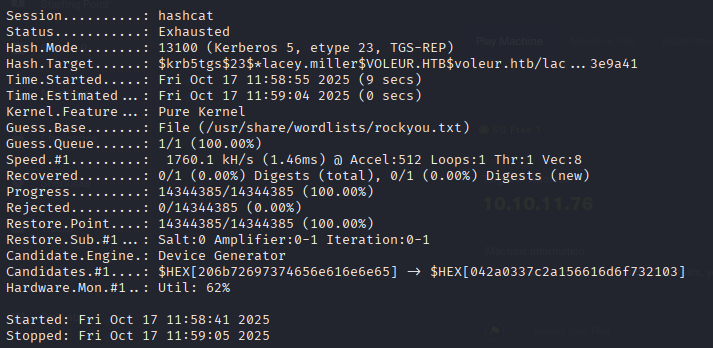 Session..........: hashcat
Status...........: Exhausted
Hash.Mode........: 13100 (Kerberos 5, etype 23, TGS-REP)
Hash.Target......: $krb5tgs$23$*lacey.miller$VOLEUR.HTB$voleur.htb/lac...3e9a41
Time.Started.....: Fri Oct 17 11:58:55 2025 (9 secs)
Time.Estimated...: Fri Oct 17 11:59:04 2025 (0 secs)
Kernel.Feature...: Pure Kernel
Guess.Base.......: File (/usr/share/wordlists/rockyou.txt)
Guess.Queue......: 1/1 (100.00%)
Speed.#1.........:  1760.1 kH/s (1.46ms) @ Accel:512 Loops:1 Thr:1 Vec:8
Recovered........: 0/1 (0.00%) Digests (total), 0/1 (0.00%) Digests (new)
Progress.........: 14344385/14344385 (100.00%)
Rejected.........: 0/14344385 (0.00%)
Restore.Point....: 14344385/14344385 (100.00%)
Restore.Sub.#1...: Salt:0 Amplifier:0-1 Iteration:0-1
Candidate.Engine.: Device Generator
Candidates.#1....: $HEX[206b72697374656e616e6e65] -> $HEX[042a0337c2a156616d6f732103]
Hardware.Mon.#1..: Util: 62%
Started: Fri Oct 17 11:58:41 2025
Stopped: Fri Oct 17 11:59:05 2025
Play Machine
10.10.11.76